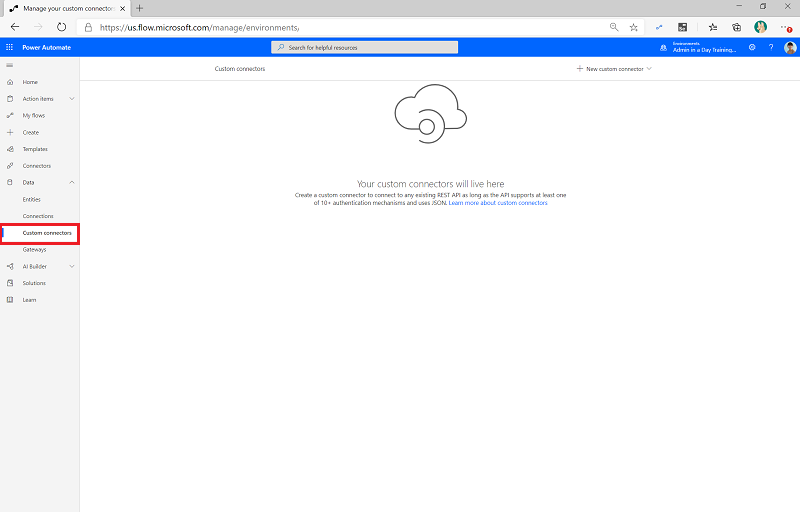 Manage your custom connectors
https://us.flow.microsoft.com/manage/environments/
Power Automate
Search for helpful resources
Environments
Admin in a Day Training...
?
Custom connectors
New custom connector
Home
Action items
My flows
Create
Templates
Connectors
Data
Entities
Connections
Custom connectors
Gateways
AI Builder
Solutions
Learn
Your custom connectors will live here
Create a custom connector to connect to any existing REST API as long as the API supports at least one
of 10+ authentication mechanisms and uses JSON. Learn more about custom connectors